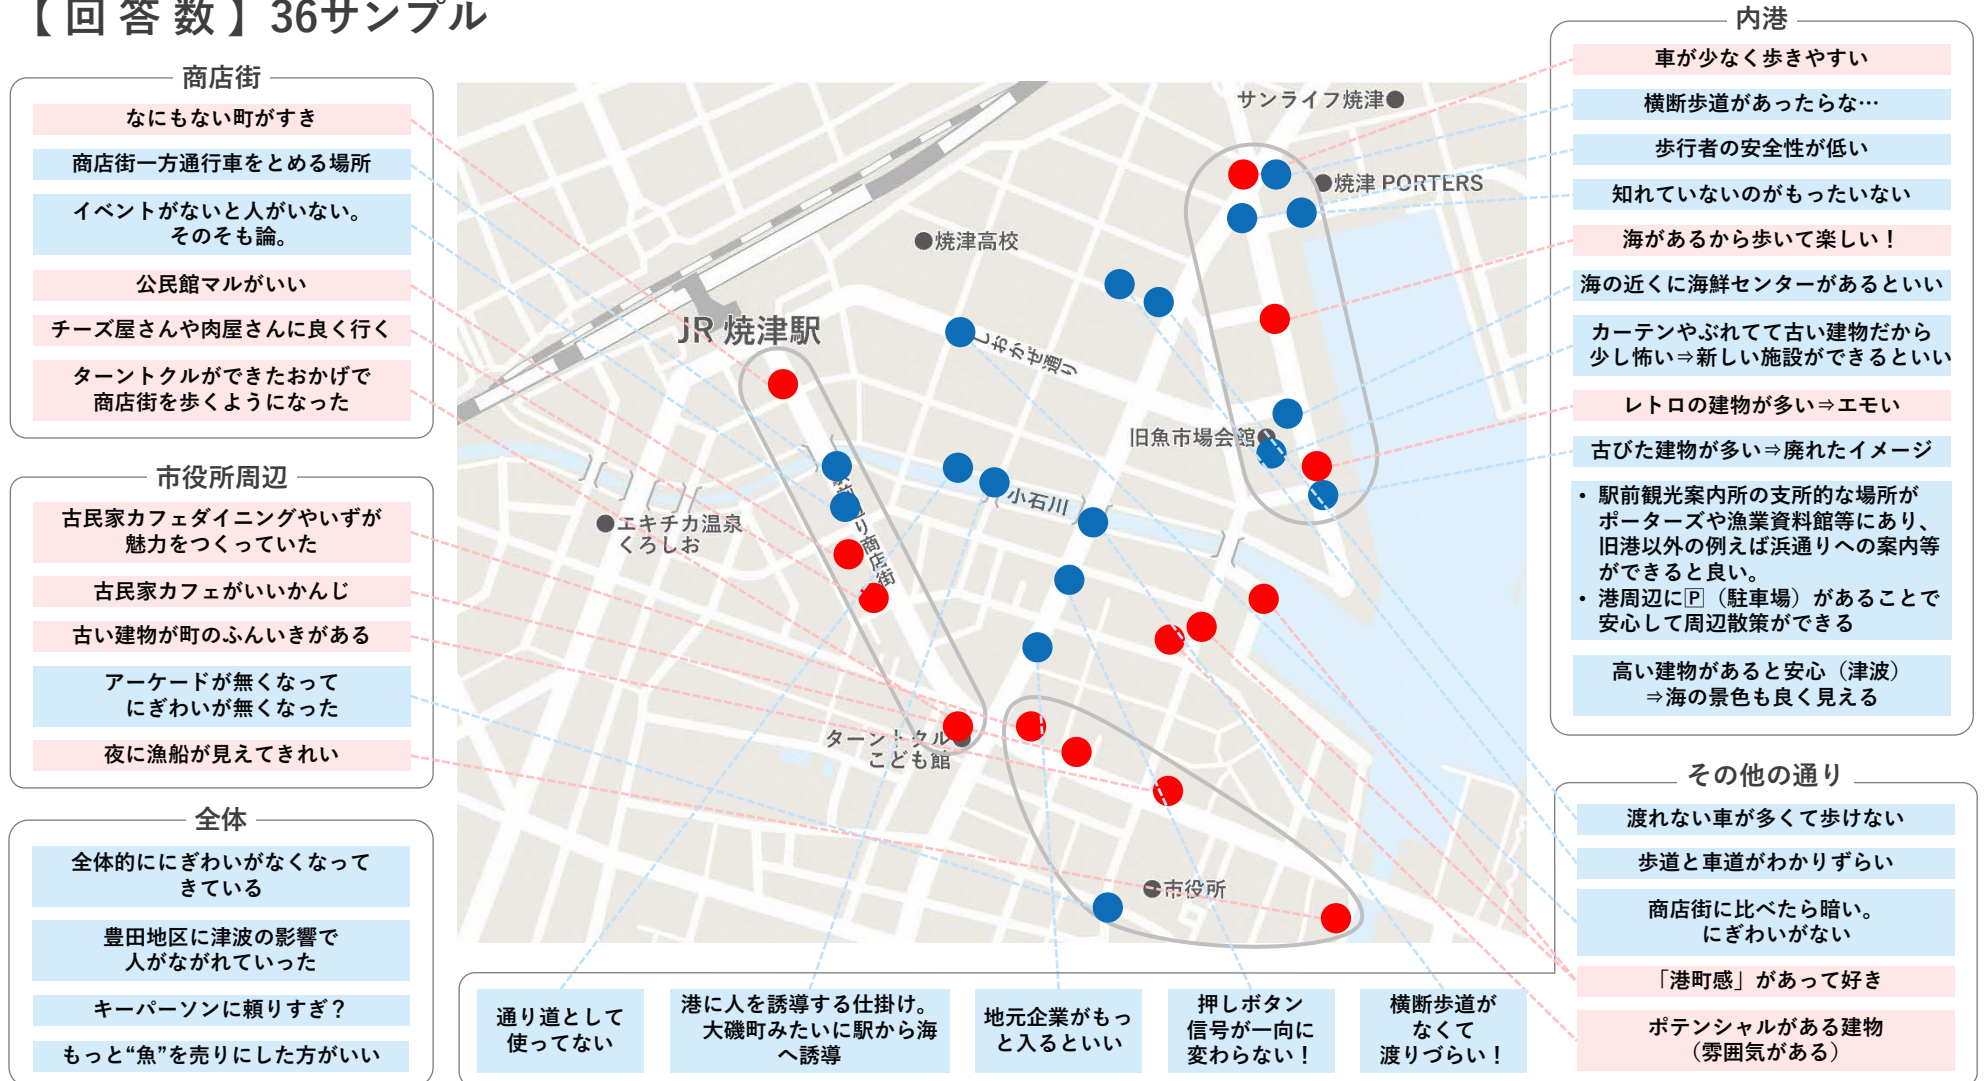 【回答数】36サンプル
商店街
なにもない町がすき
商店街一方通行車をとめる場所
イベントがないと人がいない。
そのそも論。
公民館マルがいい
チーズ屋さんや肉屋さんに良く行く
ターントクルができたおかげで
商店街を歩くようになった
市役所周辺
古民家カフェダイニングやいずが
魅力をつくっていた
古民家カフェがいいかんじ
古い建物が町のふんいきがある
アーケードが無くなって
にぎわいが無くなった
夜に漁船が見えてきれい
全体
全体的ににぎわいがなくなって
きている
豊田地区に津波の影響で
人がながれていった
キーパーソンに頼りすぎ？
もっと“魚”を売りにした方がいい
サンライフ焼津●
●焼津 PORTERS
●焼津高校
JR 焼津駅
しおかぜ通り
旧魚市場会館
小石川
●エキチカ温泉
くろしお
り商店街
ターントクル
こども館
●市役所
内港
車が少なく歩きやすい
横断歩道があったらな…
歩行者の安全性が低い
知れていないのがもったいない
海があるから歩いて楽しい！
海の近くに海鮮センターがあるといい
カーテンやぶれてて古い建物だから
少し怖い⇒新しい施設ができるといい
レトロの建物が多い⇒エモい
古びた建物が多い⇒廃れたイメージ
• 駅前観光案内所の支所的な場所が
ポーターズや漁業資料館等にあり、
旧港以外の例えば浜通りへの案内等
ができると良い。
• 港周辺に🄿（駐車場）があることで
安心して周辺散策ができる
高い建物があると安心（津波）
⇒海の景色も良く見える
その他の通り
渡れない車が多くて歩けない
歩道と車道がわかりずらい
商店街に比べたら暗い。
にぎわいがない
「港町感」があって好き
ポテンシャルがある建物
（雰囲気がある）
通り道として
使ってない
港に人を誘導する仕掛け。
大磯町みたいに駅から海
へ誘導
地元企業がもっ
と入るといい
押しボタン
信号が一向に
変わらない！
横断歩道が
なくて
渡りづらい！